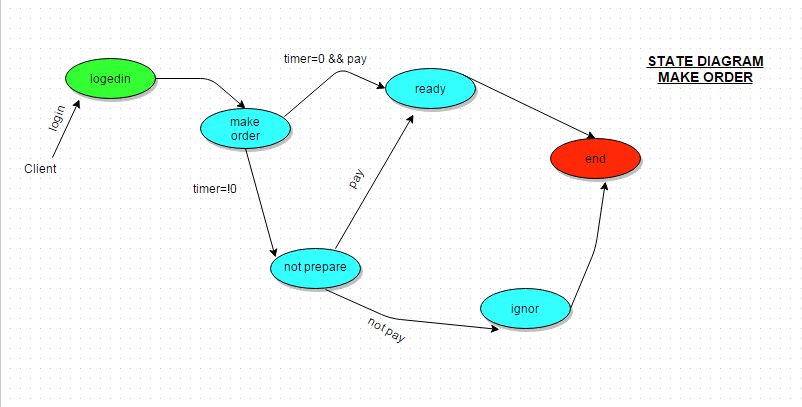 STATE DIAGRAM
MAKE ORDER
timer=0 && pay
logedin
ready
login
make
order
end
Client
pay
timer=!0
not prepare
ignor
not pay